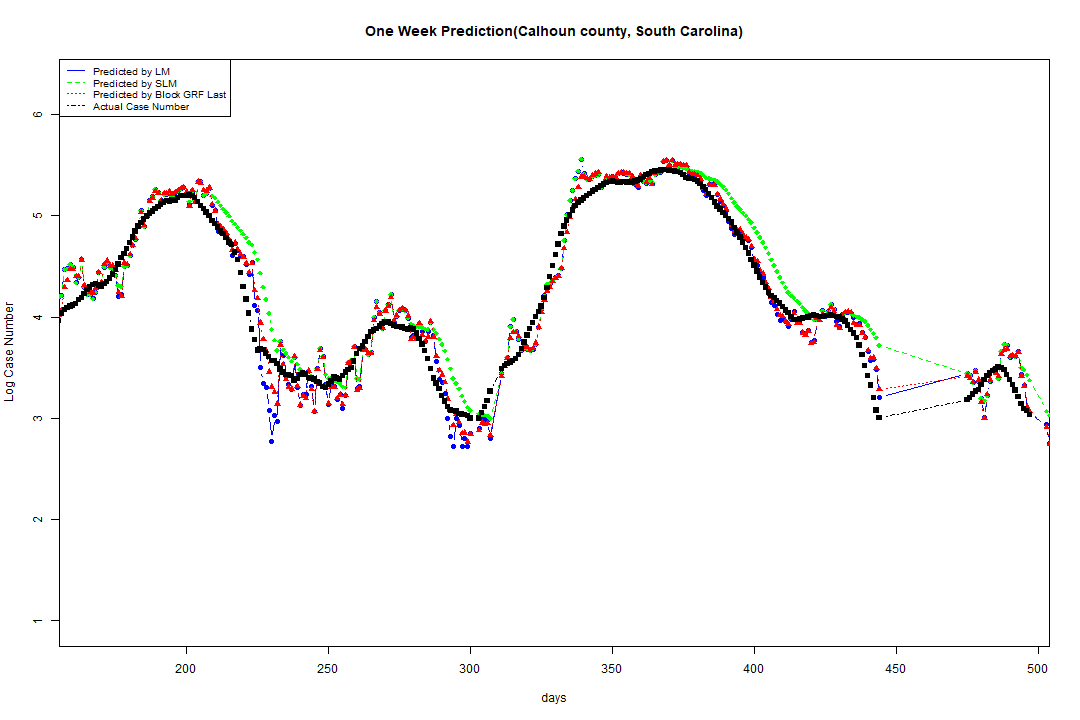 One Week Prediction(Calhoun county, South Carolina)
Predicted by LM
Predicted by SLM
Predicted by Block GRF Last
Actual Case Number
Log Case Number
6
5
4
3
2
1
200 250 300 350 400 450 500
days